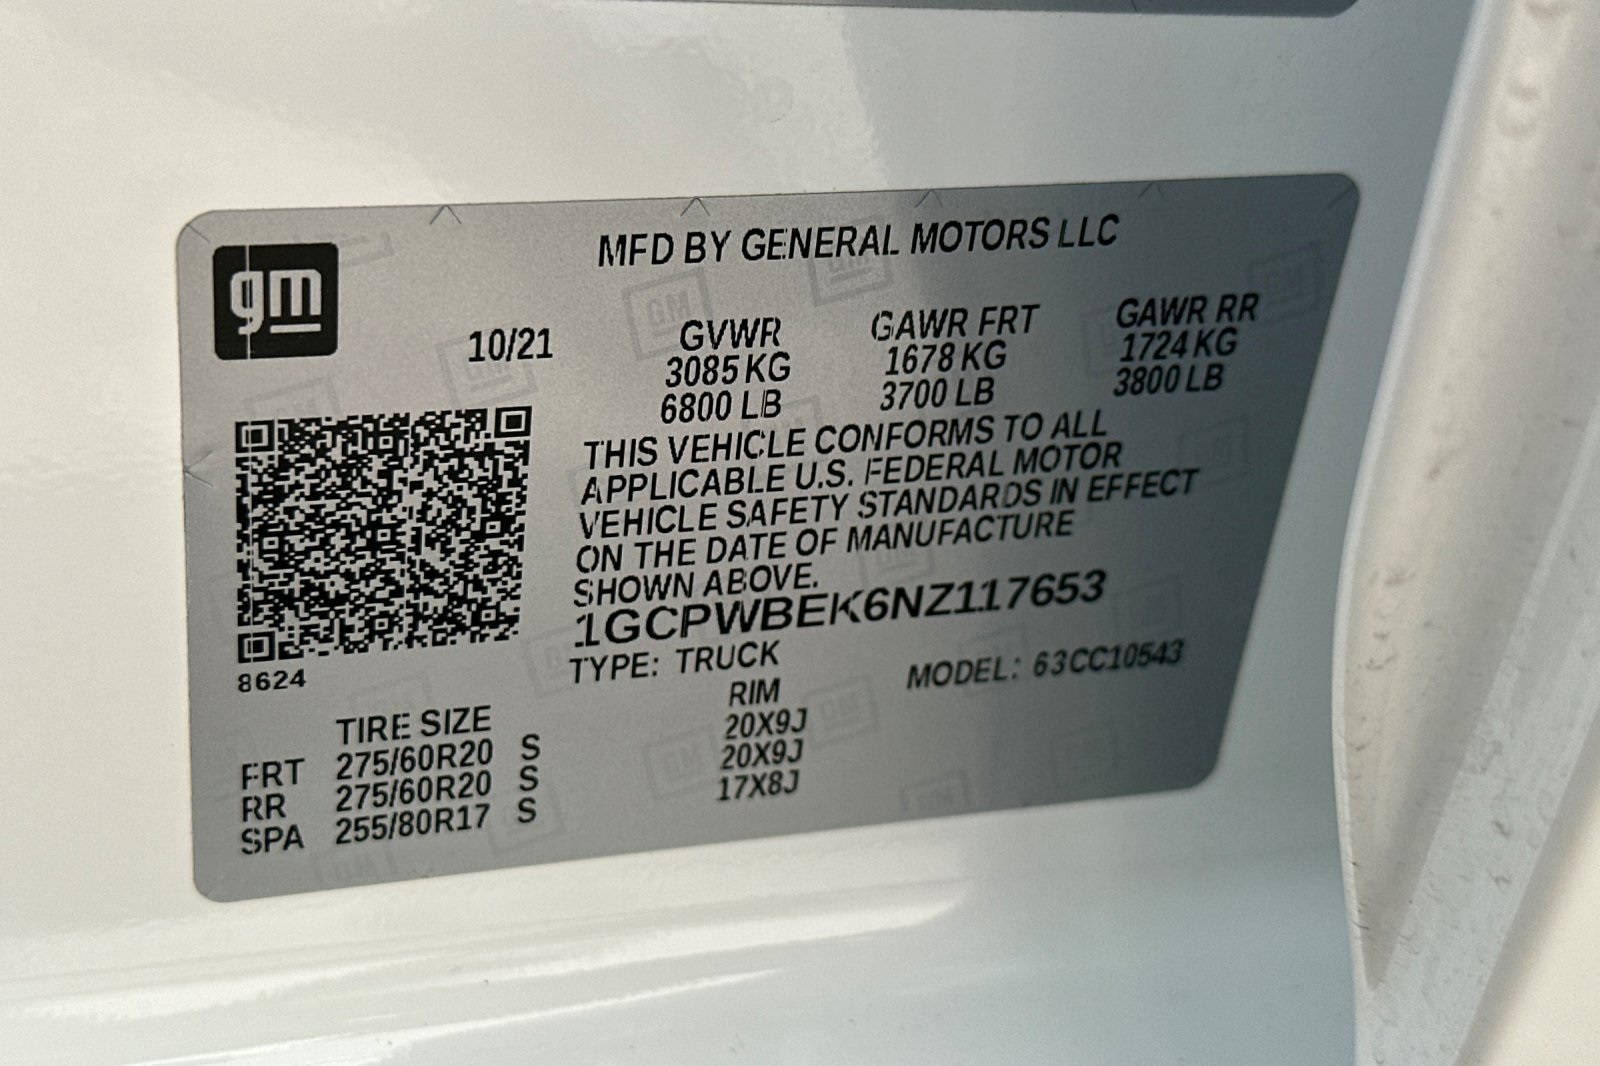 gm
MFD BY GENERAL MOTORS LLC
10/21 GVWR GAWR FRT GAWR RR
3085 KG 1678 KG 1724 KG
6800 LB 3700 LB 3800 LB
THIS VEHICLE CONFORMS TO ALL
APPLICABLE U.S. FEDERAL MOTOR
VEHICLE SAFETY STANDARDS IN EFFECT
ON THE DATE OF MANUFACTURE
SHOWN ABOVE.
1GCPWBEK6NZ117653
8624
TYPE: TRUCK MODEL: 63CC10543
TIRE SIZE RIM
FRT 275/60R20 S 20X9J
RR 275/60R20 S 20X9J
SPA 255/80R17 S 17X8J